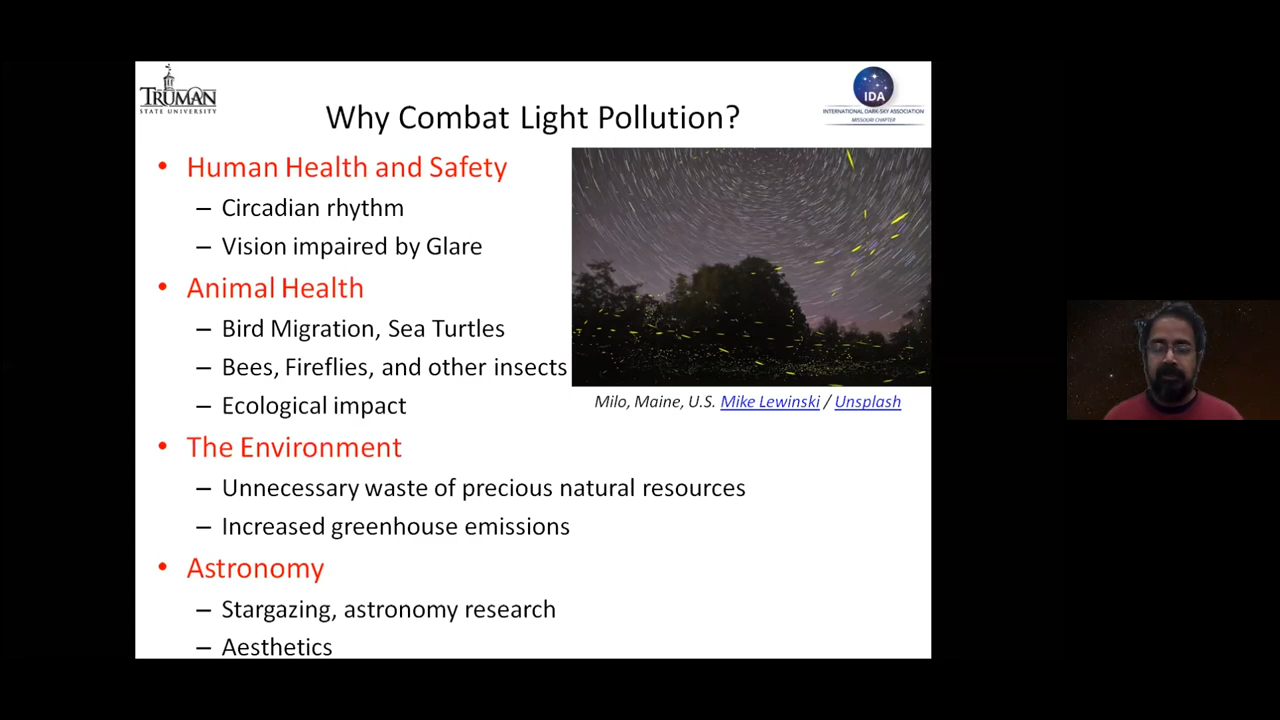 TRUMAN
STATE UNIVERSITY
IDA
INTERNATIONAL DARK-SKY ASSOCIATION
MISSOURI CHAPTER
Why Combat Light Pollution?
• Human Health and Safety
– Circadian rhythm
– Vision impaired by Glare
• Animal Health
– Bird Migration, Sea Turtles
– Bees, Fireflies, and other insects
– Ecological impact
Milo, Maine, U.S. Mike Lewinski / Unsplash
• The Environment
– Unnecessary waste of precious natural resources
– Increased greenhouse emissions
• Astronomy
– Stargazing, astronomy research
– Aesthetics